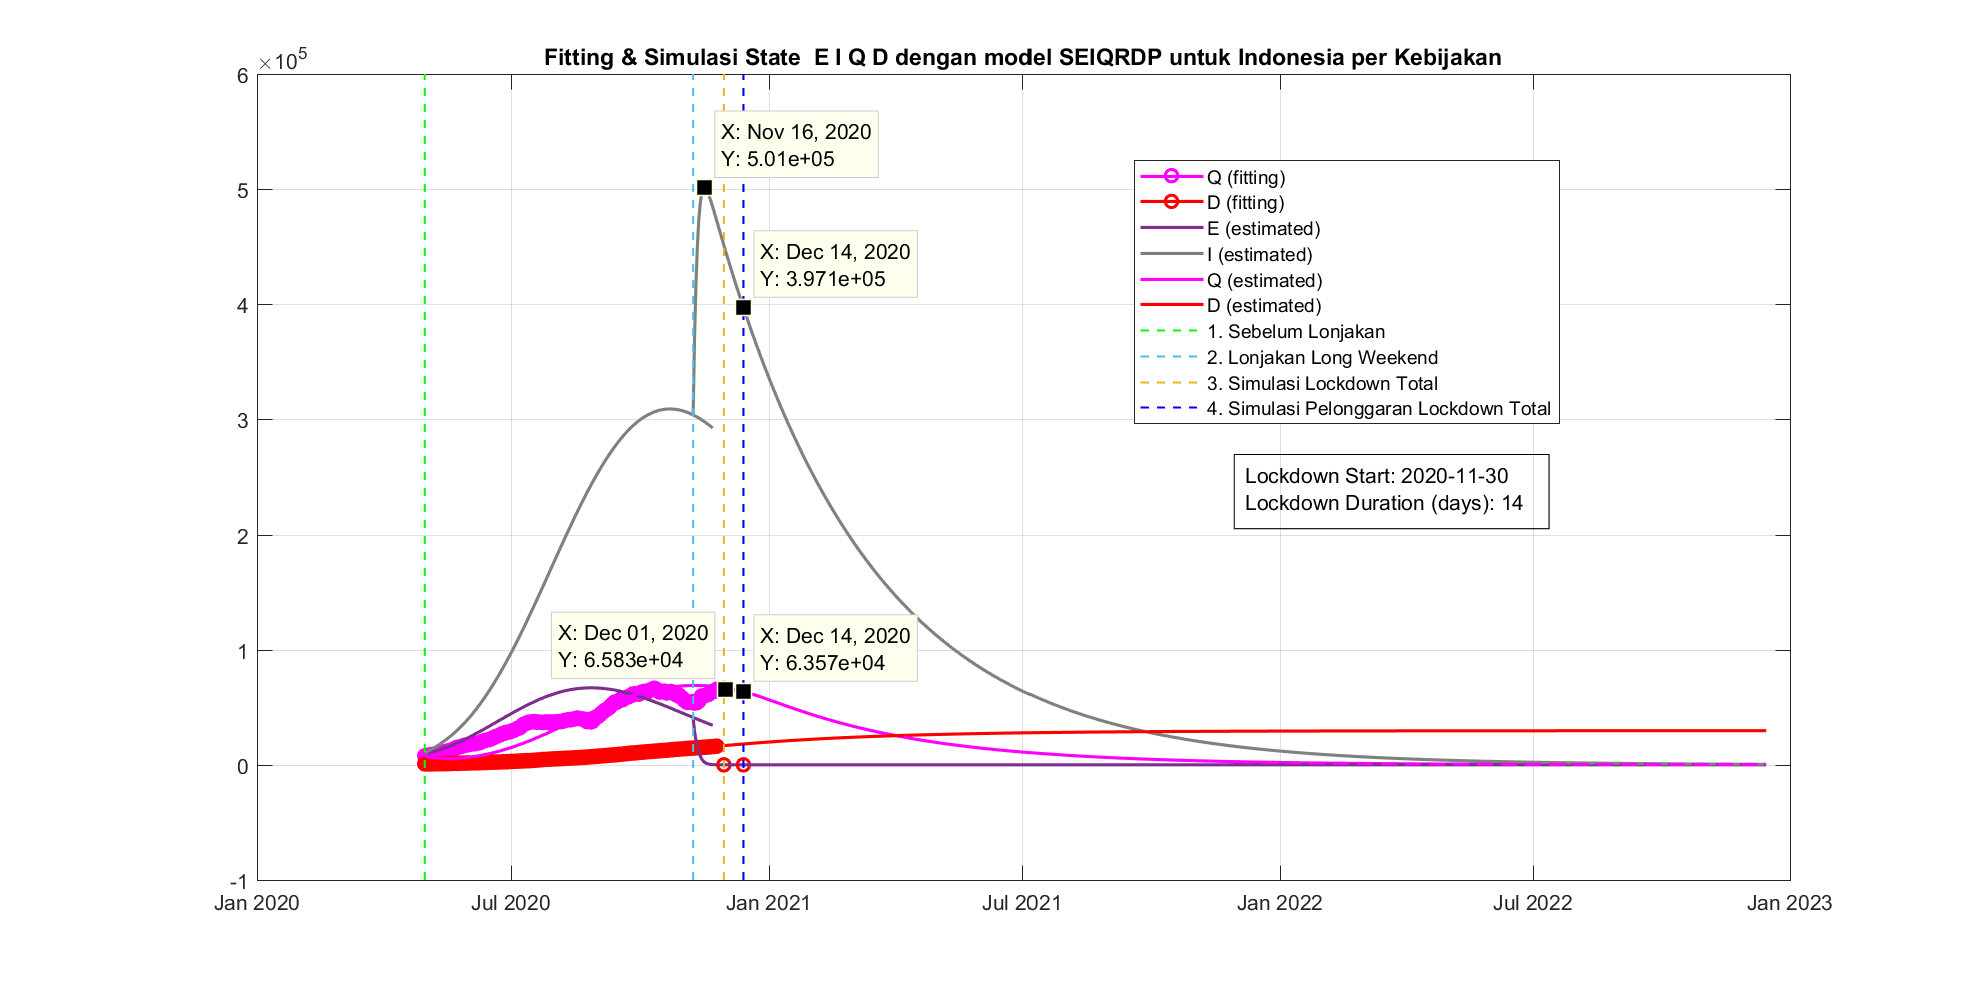 Fitting & Simulasi State  E I Q D dengan model SEIQRDP untuk Indonesia per Kebijakan
×10^5
6
5
4
3
2
1
0
-1
Jan 2020
Jul 2020
Jan 2021
Jul 2021
Jan 2022
Jul 2022
Jan 2023
X: Nov 16, 2020
Y: 5.01e+05
X: Dec 14, 2020
Y: 3.971e+05
X: Dec 01, 2020
Y: 6.583e+04
X: Dec 14, 2020
Y: 6.357e+04
Q (fitting)
D (fitting)
E (estimated)
I (estimated)
Q (estimated)
D (estimated)
1. Sebelum Lonjakan
2. Lonjakan Long Weekend
3. Simulasi Lockdown Total
4. Simulasi Pelonggaran Lockdown Total
Lockdown Start: 2020-11-30
Lockdown Duration (days): 14